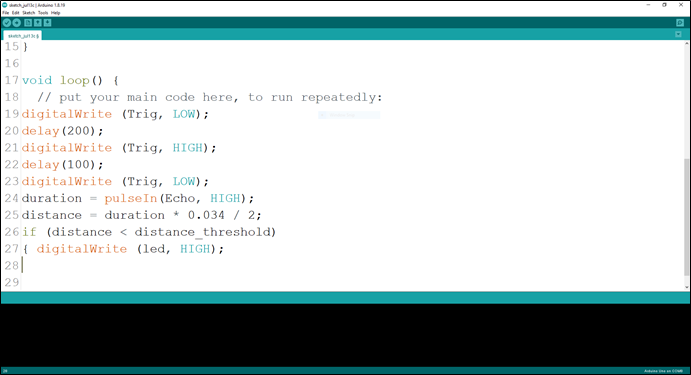 sketch_jul13c | Arduino 1.8.19
File Edit Sketch Tools Help
sketch_jul13c §
15 }
16
17 void loop() {
18 // put your main code here, to run repeatedly:
19 digitalWrite (Trig, LOW);
20 delay(200);
21 digitalWrite (Trig, HIGH);
22 delay(100);
23 digitalWrite (Trig, LOW);
24 duration = pulseIn(Echo, HIGH);
25 distance = duration * 0.034 / 2;
26 if (distance < distance_threshold)
27 { digitalWrite (led, HIGH);
28
29
Arduino Uno on COM8